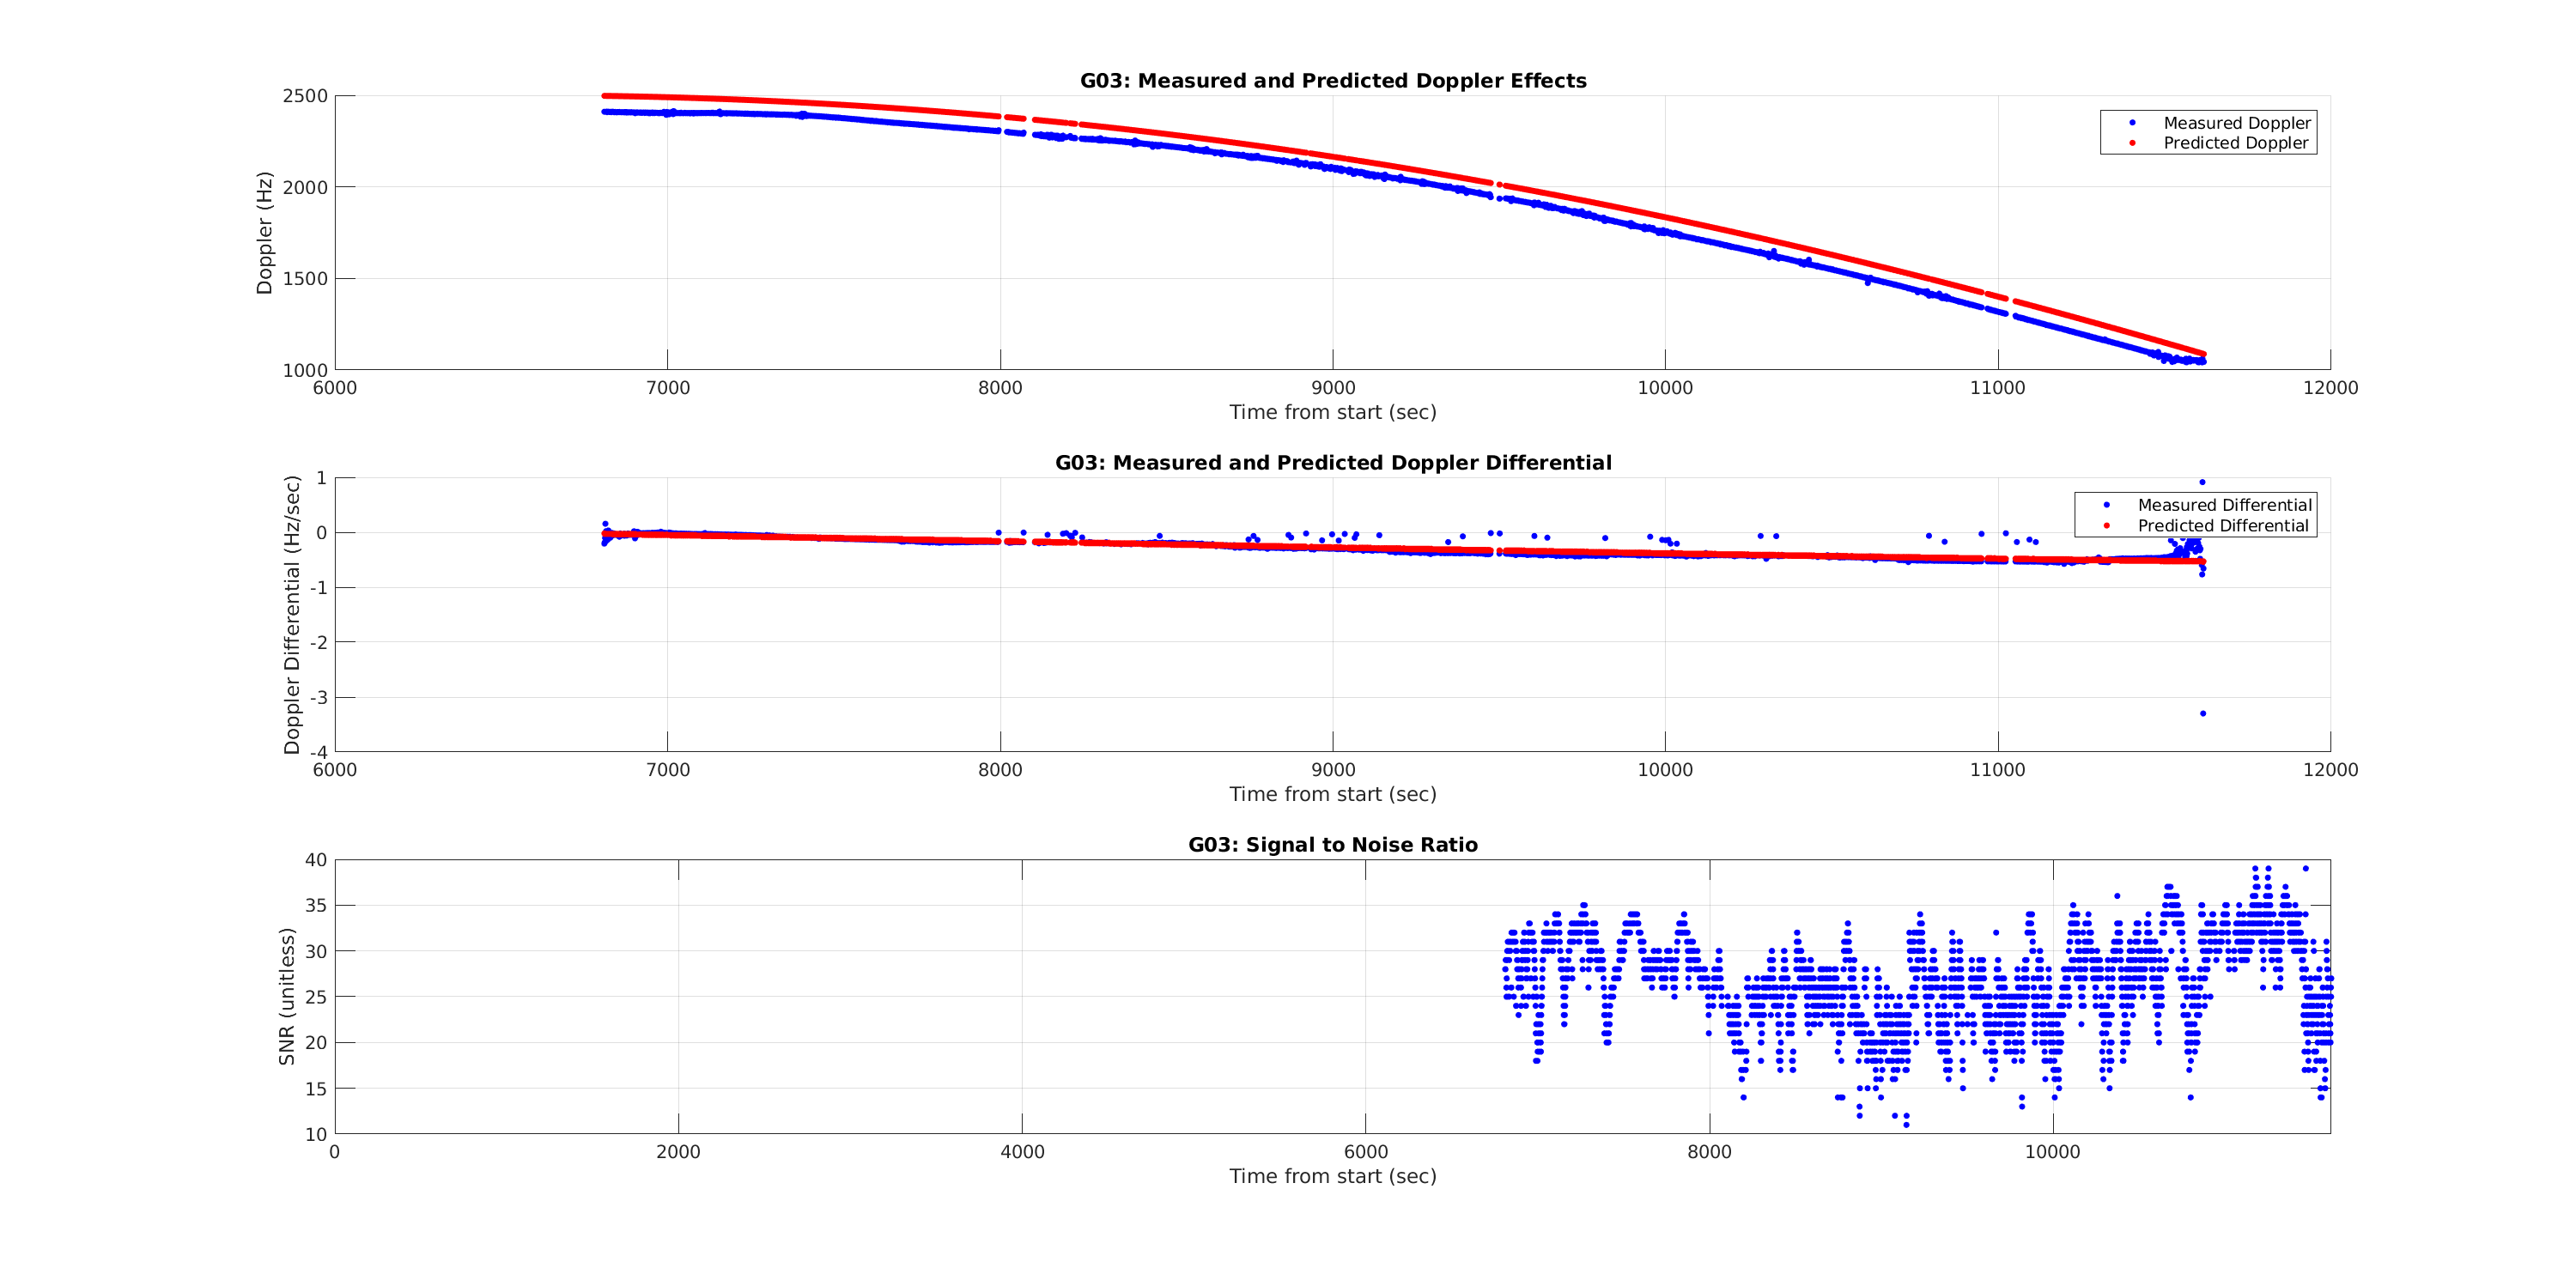 G03: Measured and Predicted Doppler Effects
2500
2000
1500
1000
Doppler (Hz)
Measured Doppler
Predicted Doppler
6000 7000 8000 9000 10000 11000 12000
Time from start (sec)
G03: Measured and Predicted Doppler Differential
1
0
-1
-2
-3
-4
Doppler Differential (Hz/sec)
Measured Differential
Predicted Differential
6000 7000 8000 9000 10000 11000 12000
Time from start (sec)
G03: Signal to Noise Ratio
40
35
30
25
20
15
10
SNR (unitless)
0 2000 4000 6000 8000 10000
Time from start (sec)